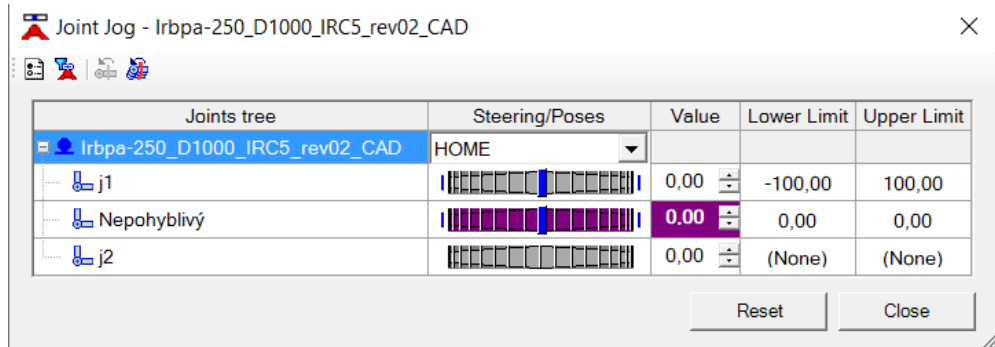 Joint Jog - Irbpa-250_D1000_IRC5_rev02_CAD
Joints tree Steering/Poses Value Lower Limit Upper Limit
Irbpa-250_D1000_IRC5_rev02_CAD HOME
j1 0,00 -100,00 100,00
Nepohyblivý 0.00 0,00 0,00
j2 0,00 (None) (None)
Reset Close